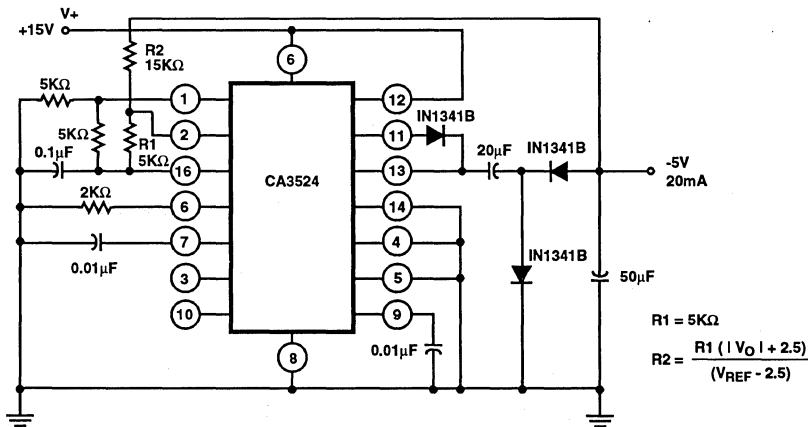 V+
+15V
R2
15KΩ
6
5KΩ
1
12
IN1341B
2
11
5KΩ
R1
5KΩ
20µF
IN1341B
0.1µF
16
CA3524
13
-5V
20mA
2KΩ
6
14
7
4
0.01µF
IN1341B
3
5
50µF
10
9
R1 = 5KΩ
0.01µF
8
R2 = R1 ( | VO | + 2.5)
(VREF - 2.5)